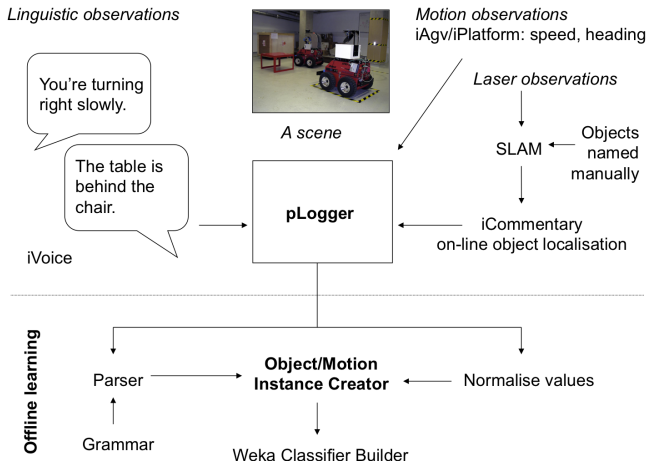 Linguistic observations
Motion observations
iAgv/iPlatform: speed, heading
You're turning
right slowly.
Laser observations
A scene
The table is
behind the
chair.
SLAM
Objects
named
manually
pLogger
iCommentary
on-line object localisation
iVoice
Offline learning
Parser
Object/Motion
Instance Creator
Normalise values
Grammar
Weka Classifier Builder